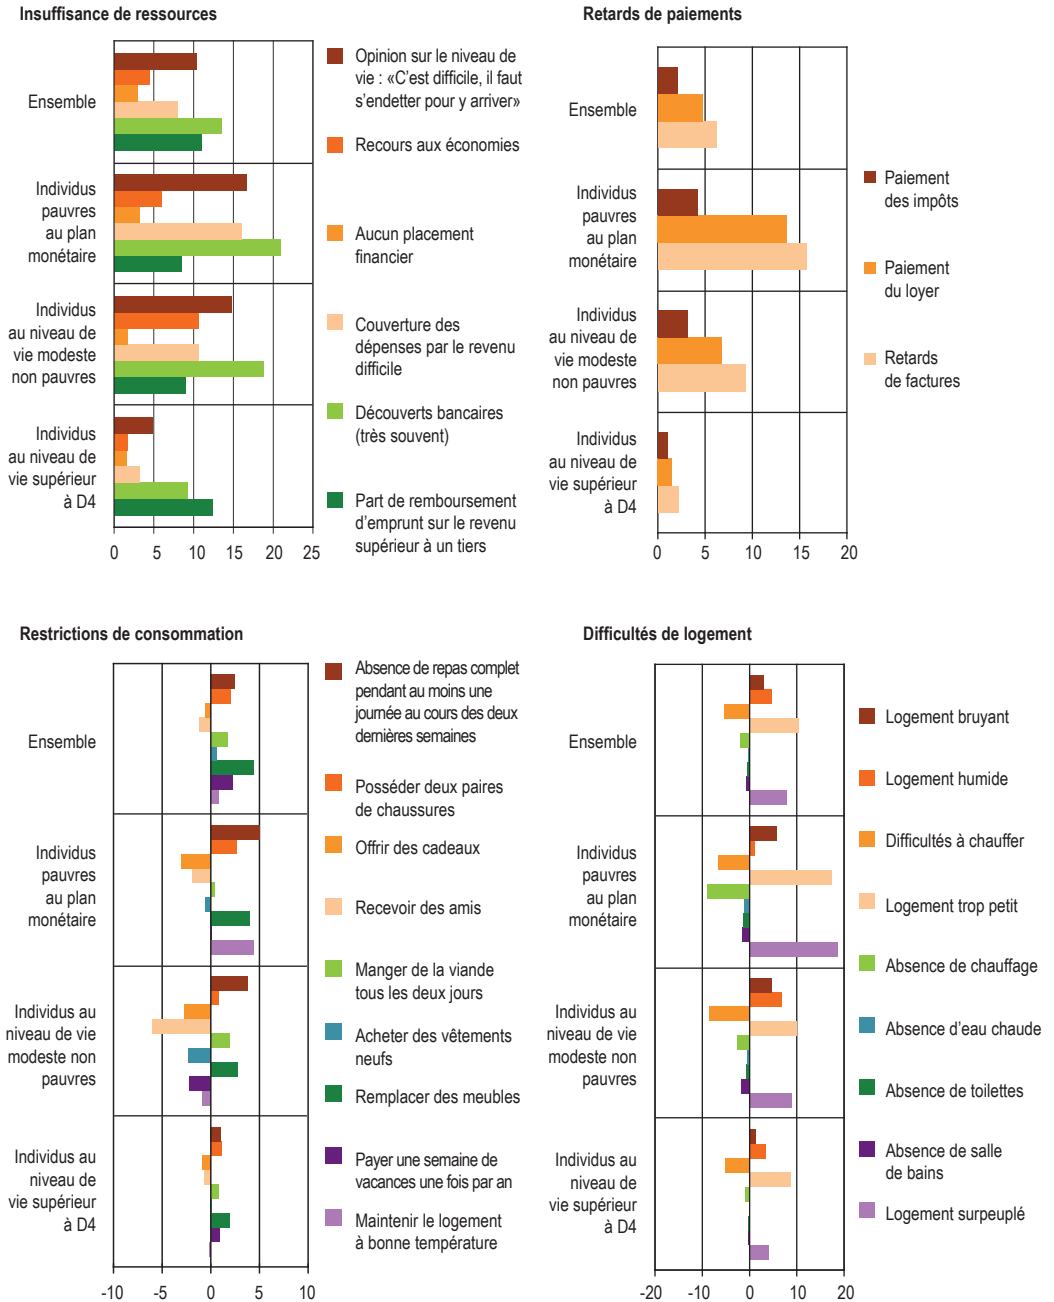 Insuffisance de ressources
Ensemble
Individus
pauvres
au plan
monétaire
Individus
au niveau de
vie modeste
non pauvres
Individus
au niveau de
vie supérieur
à D4
0 5 10 15 20 25
Opinion sur le niveau de
vie : «C’est difficile, il faut
s’endetter pour y arriver»
Recours aux économies
Aucun placement
financier
Couverture des
dépenses par le revenu
difficile
Découverts bancaires
(très souvent)
Part de remboursement
d’emprunt sur le revenu
supérieur à un tiers
Retards de paiements
Ensemble
Individus
pauvres
au plan
monétaire
Individus
au niveau de
vie modeste
non pauvres
Individus
au niveau de
vie supérieur
à D4
0 5 10 15 20
Paiement
des impôts
Paiement
du loyer
Retards
de factures
Restrictions de consommation
Ensemble
Individus
pauvres
au plan
monétaire
Individus au
niveau de vie
modeste non
pauvres
Individus au
niveau de
vie supérieur
à D4
-10 -5 0 5 10
Absence de repas complet
pendant au moins une
journée au cours des deux
dernières semaines
Posséder deux paires
de chaussures
Offrir des cadeaux
Recevoir des amis
Manger de la viande
tous les deux jours
Acheter des vêtements
neufs
Remplacer des meubles
Payer une semaine de
vacances une fois par an
Maintenir le logement
à bonne température
Difficultés de logement
Ensemble
Individus
pauvres
au plan
monétaire
Individus au
niveau de vie
modeste non
pauvres
Individus au
niveau de
vie supérieur
à D4
-20 -10 0 10 20
Logement bruyant
Logement humide
Difficultés à chauffer
Logement trop petit
Absence de chauffage
Absence d’eau chaude
Absence de toilettes
Absence de salle
de bains
Logement surpeuplé